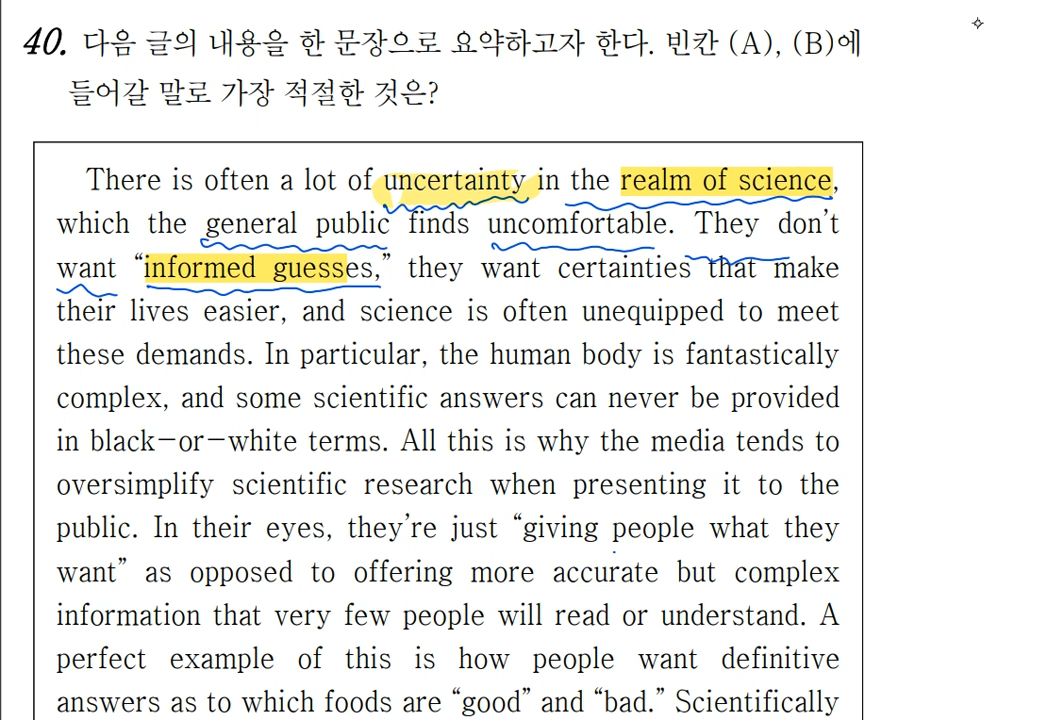 40. 다음 글의 내용을 한 문장으로 요약하고자 한다. 빈칸 (A), (B)에
들어갈 말로 가장 적절한 것은?
There is often a lot of uncertainty in the realm of science,
which the general public finds uncomfortable. They don't
want “informed guesses,” they want certainties that make
their lives easier, and science is often unequipped to meet
these demands. In particular, the human body is fantastically
complex, and some scientific answers can never be provided
in black-or-white terms. All this is why the media tends to
oversimplify scientific research when presenting it to the
public. In their eyes, they're just “giving people what they
want” as opposed to offering more accurate but complex
information that very few people will read or understand. A
perfect example of this is how people want definitive
answers as to which foods are “good” and “bad.” Scientifically